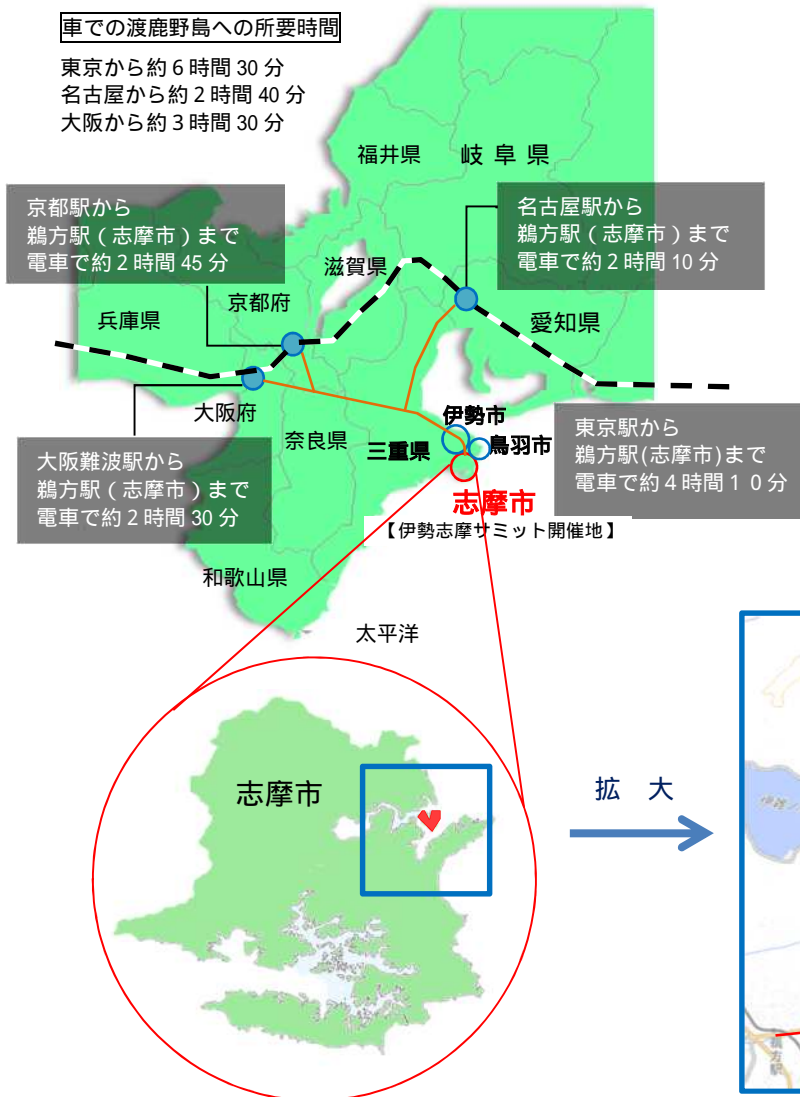 車での渡鹿野島への所要時間
東京から約6時間30分
名古屋から約2時間40分
大阪から約3時間30分
福井県
岐阜県
京都駅から
鵜方駅（志摩市）まで
電車で約2時間45分
名古屋駅から
鵜方駅（志摩市）まで
電車で約2時間10分
滋賀県
京都府
兵庫県
愛知県
大阪府
奈良県
三重県
伊勢市
鳥羽市
志摩市
【伊勢志摩サミット開催地】
大阪難波駅から
鵜方駅（志摩市）まで
電車で約2時間30分
東京駅から
鵜方駅(志摩市)まで
電車で約4時間１０分
和歌山県
太平洋
志摩市
拡 大
鵜方駅